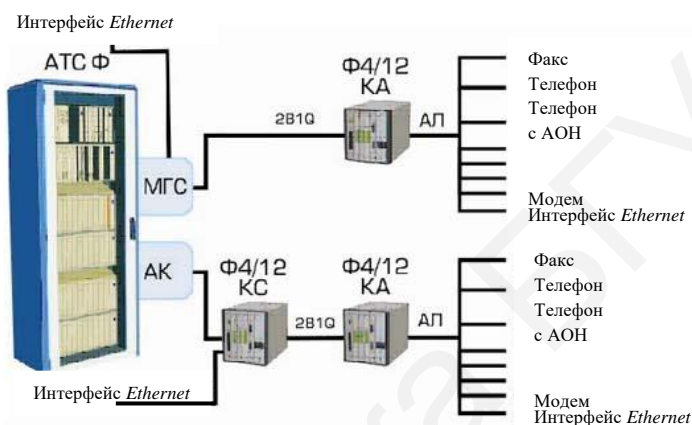 Интерфейс Ethernet
АТС Ф
МГС
АК
2B1Q
Ф4/12
КА
АЛ
Факс
Телефон
Телефон
с АОН
Модем
Интерфейс Ethernet
Ф4/12
КС
2B1Q
Ф4/12
КА
АЛ
Факс
Телефон
Телефон
с АОН
Модем
Интерфейс Ethernet
Интерфейс Ethernet